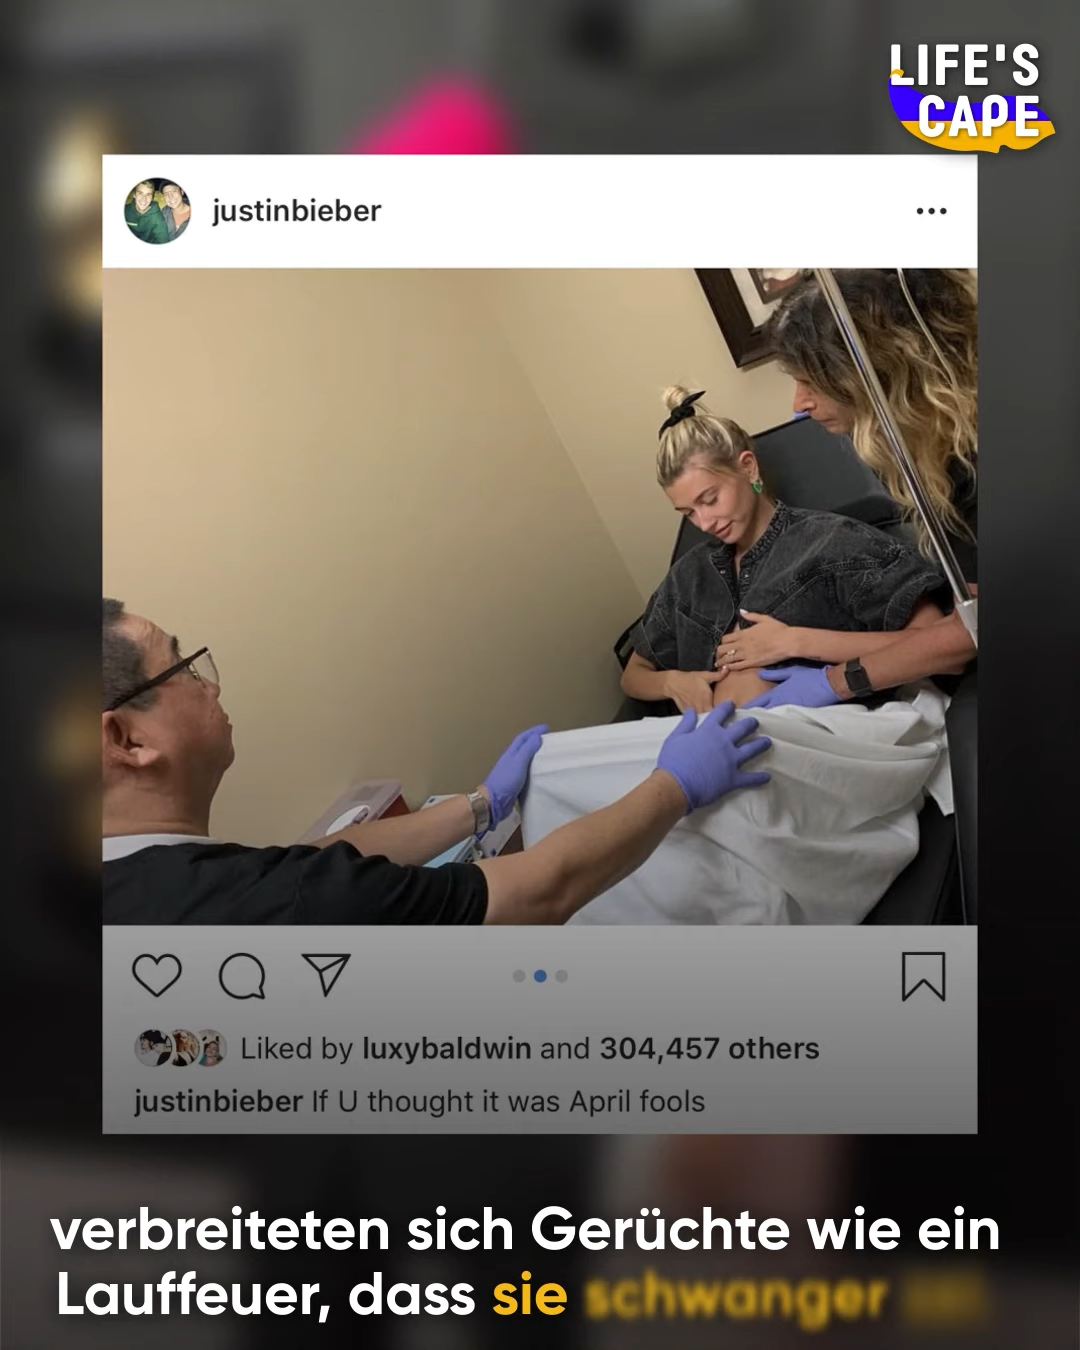 LIFE'S
CAPE
justinbieber
Liked by luxybaldwin and 304,457 others
justinbieber If U thought it was April fools
verbreiteten sich Gerüchte wie ein
Lauffeuer, dass sie schwanger